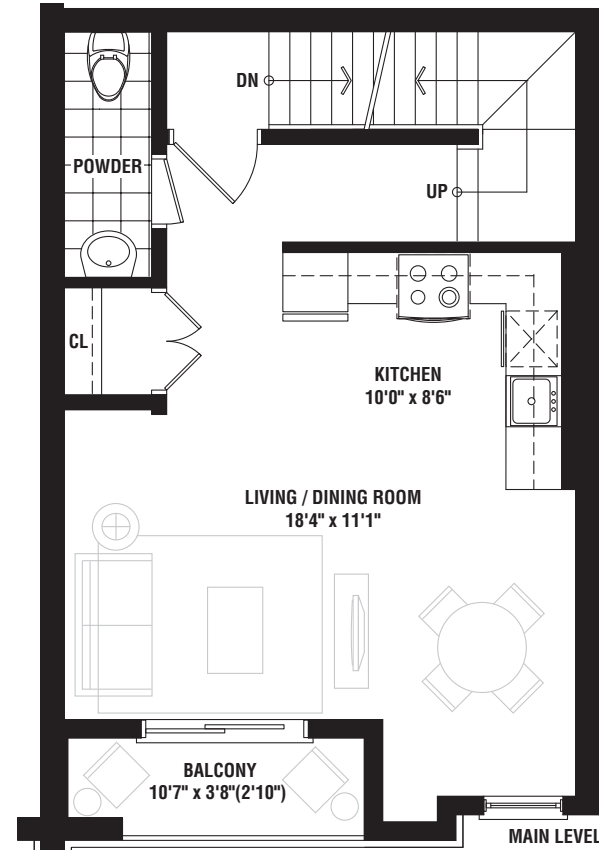 DN
POWDER
UP
CL
KITCHEN
10'0" x 8'6"
LIVING / DINING ROOM
18'4" x 11'1"
BALCONY
10'7" x 3'8"(2'10")
MAIN LEVEL